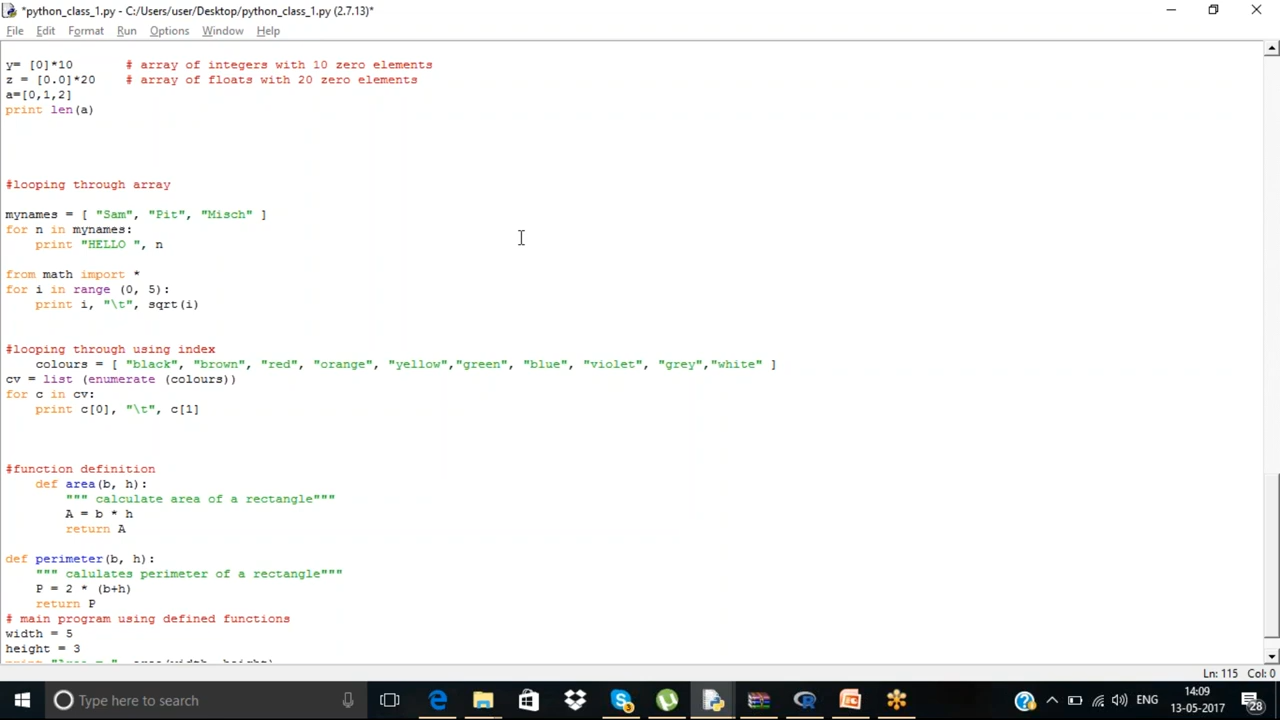 *python_class_1.py - C:/Users/user/Desktop/python_class_1.py (2.7.13)*
File Edit Format Run Options Window Help
y= [0]*10       # array of integers with 10 zero elements
z = [0.0]*20    # array of floats with 20 zero elements
a=[0,1,2]
print len(a)
#looping through array
mynames = [ "Sam", "Pit", "Misch" ]
for n in mynames:
    print "HELLO ", n
from math import *
for i in range (0, 5):
    print i, "\t", sqrt(i)
#looping through using index
    colours = [ "black", "brown", "red", "orange", "yellow","green", "blue", "violet", "grey","white" ]
cv = list (enumerate (colours))
for c in cv:
    print c[0], "\t", c[1]
#function definition
    def area(b, h):
        """ calculate area of a rectangle"""
        A = b * h
        return A
def perimeter(b, h):
    """ calulates perimeter of a rectangle"""
    P = 2 * (b+h)
    return P
# main program using defined functions
width = 5
height = 3
print "Area = ", area(width, height)
Ln: 115 Col: 0
Type here to search
ENG
14:09
13-05-2017
28